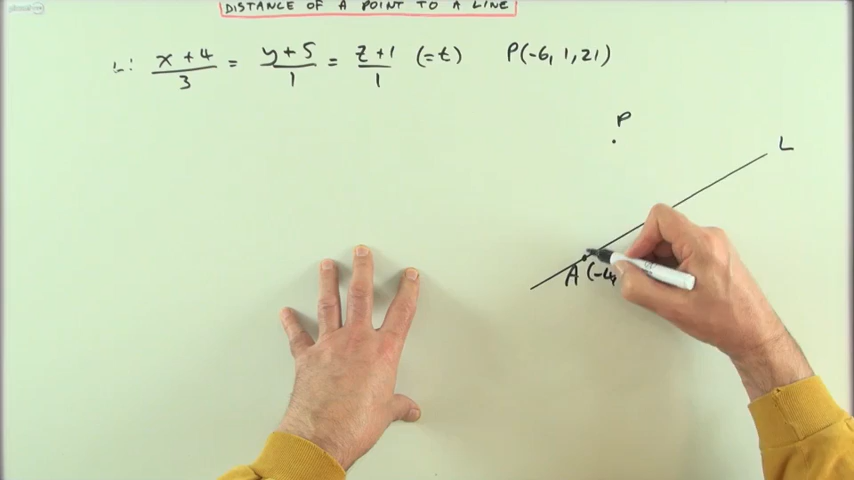 DISTANCE OF A POINT TO A LINE
L: x+4/3 = y+5/1 = z+1/1 (=t) P(-6, 1, 21)
P
L
A (-4,